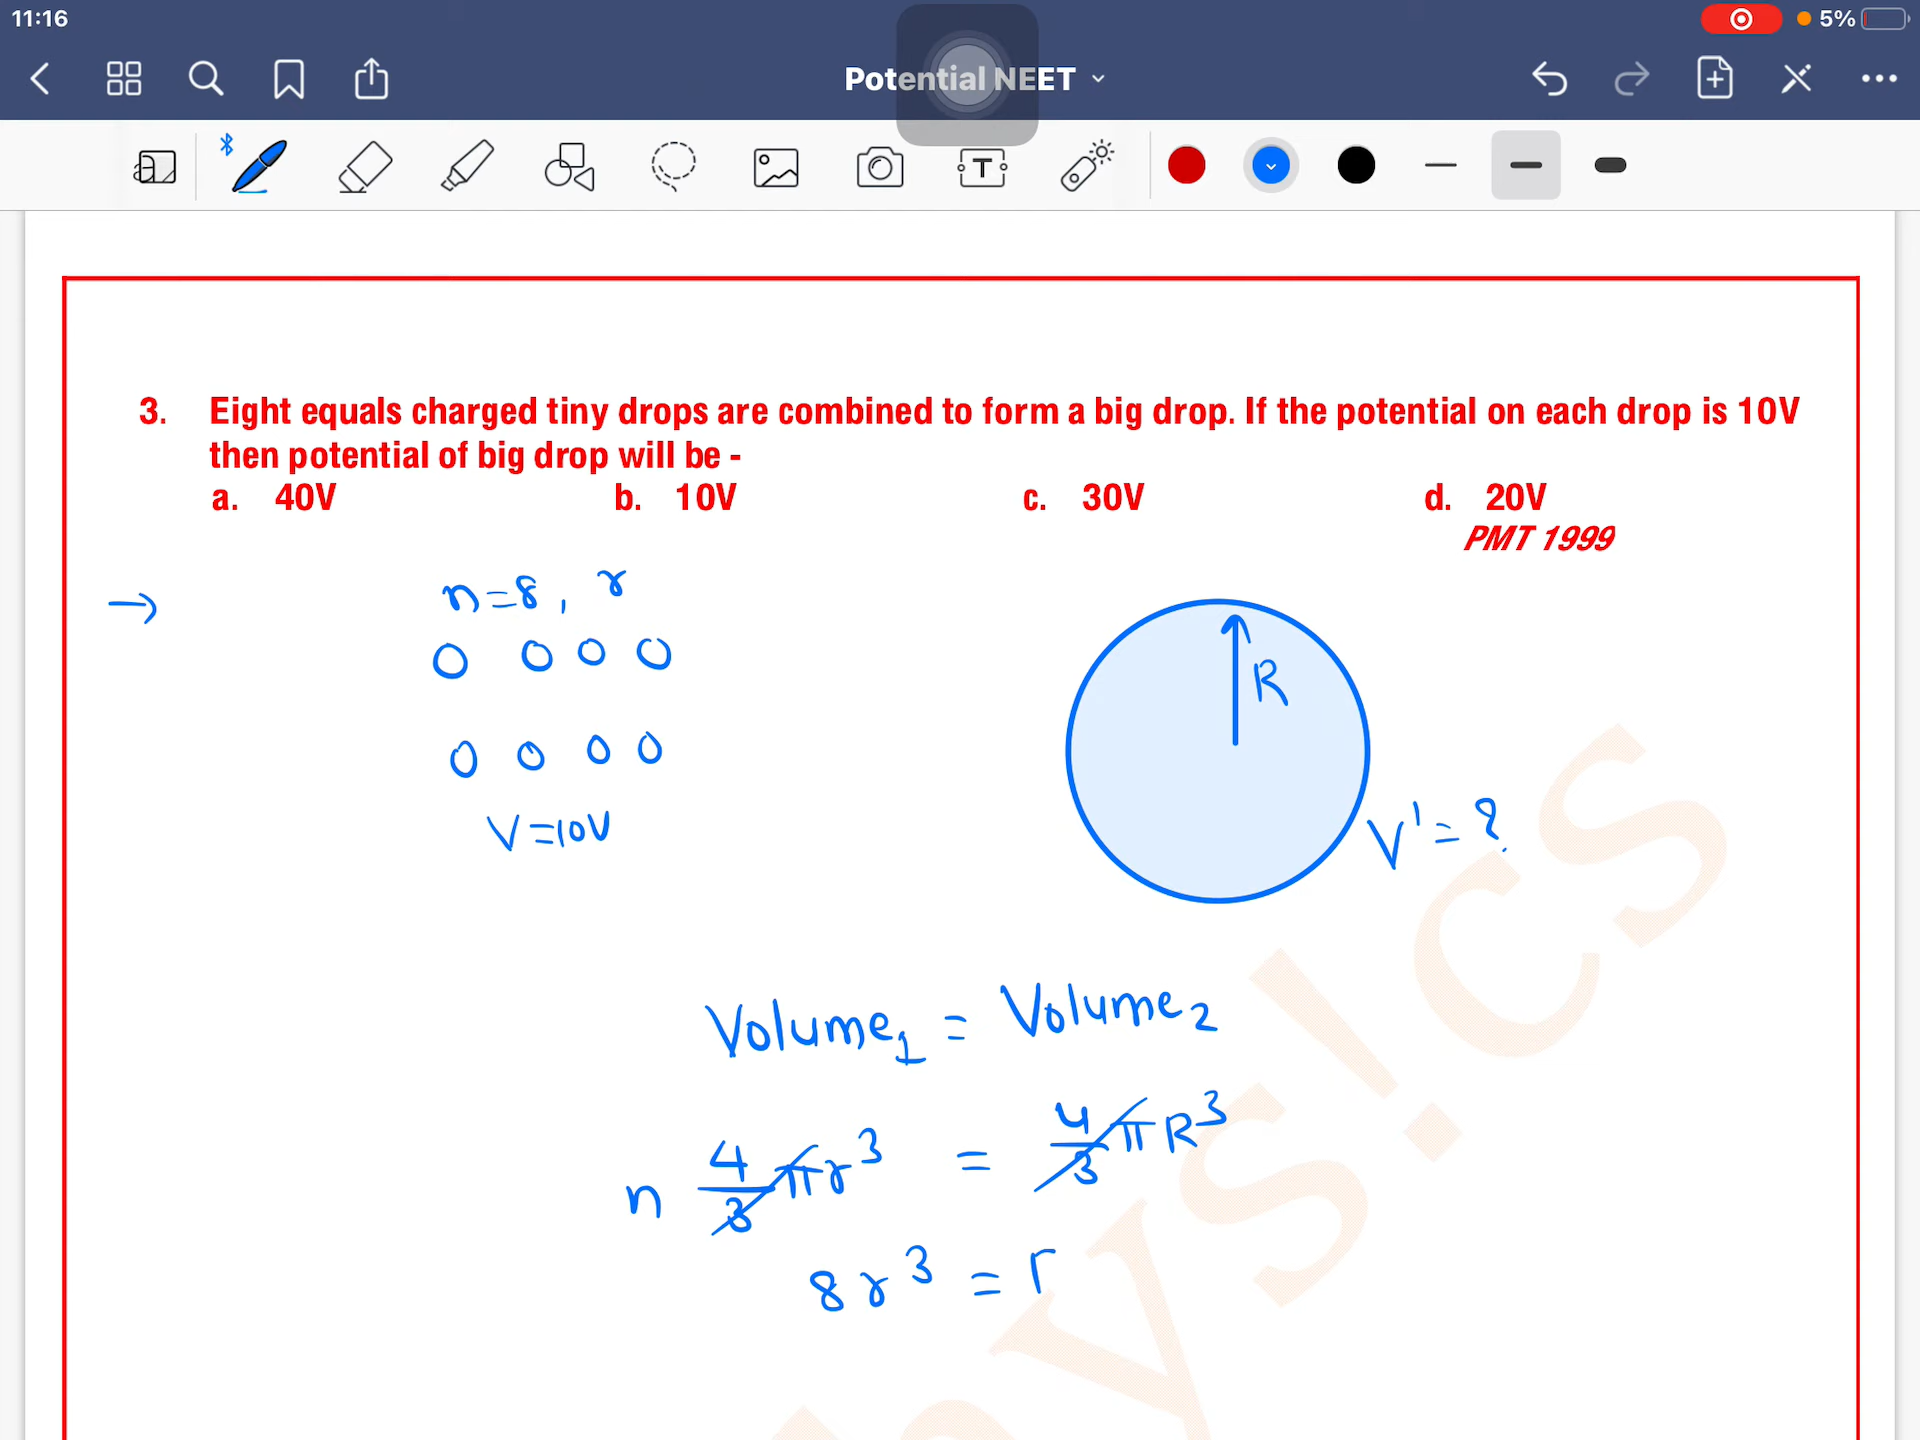 11:16
5%
Potential NEET
3. Eight equals charged tiny drops are combined to form a big drop. If the potential on each drop is 10V
then potential of big drop will be -
a. 40V b. 10V c. 30V d. 20V
PMT 1999
→ n=8, r
R
V=10V
V'=?
Volume₁ = Volume₂
n 4/3 πr³ = 4/3 πR³
8r³ =